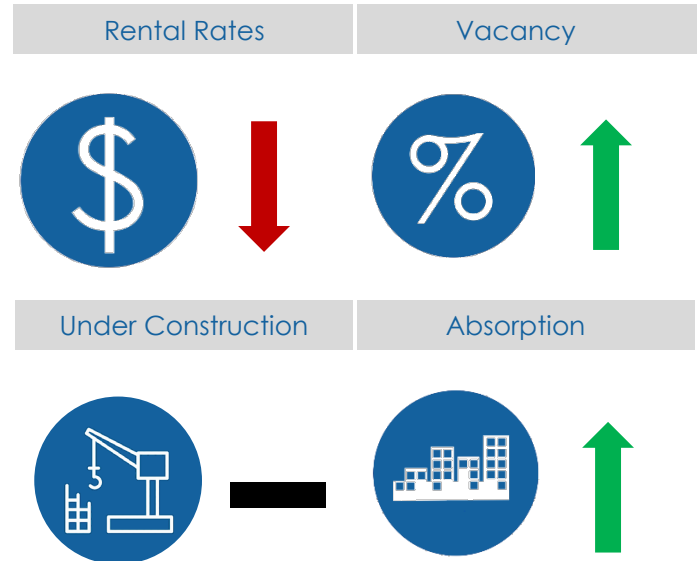 Rental Rates
Vacancy
$
%
Under Construction
Absorption